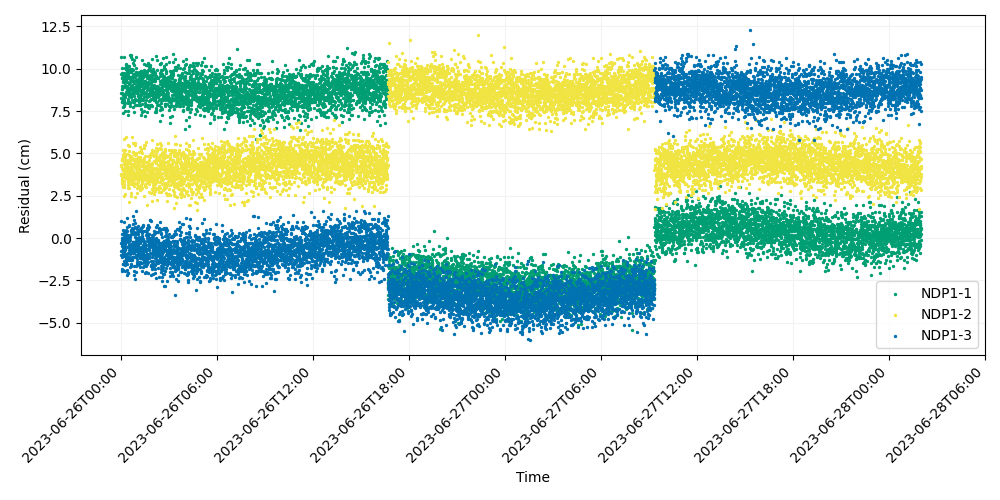 12.5
10.0
7.5
5.0
2.5
0.0
−2.5
−5.0
Residual (cm)
NDP1-1
NDP1-2
NDP1-3
2023-06-26T00:00
2023-06-26T06:00
2023-06-26T12:00
2023-06-26T18:00
2023-06-27T00:00
2023-06-27T06:00
2023-06-27T12:00
2023-06-27T18:00
2023-06-28T00:00
2023-06-28T06:00
Time